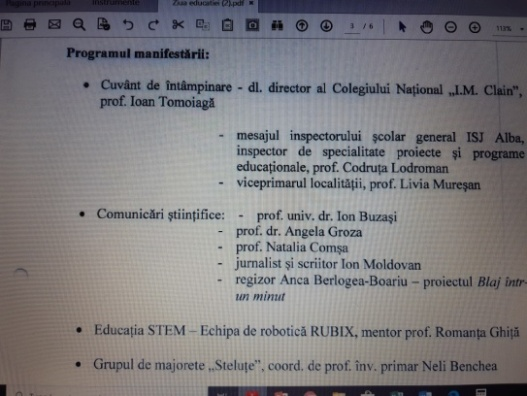 Pagina principala Instrumente Ziua educatiei (2).pdf ×
3 / 6 112%
Programul manifestării:
• Cuvânt de întâmpinare - dl. director al Colegiului Național „I.M. Clain”,
prof. Ioan Tomoiagă
- mesajul inspectorului școlar general ISJ Alba,
inspector de specialitate proiecte și programe
educaționale, prof. Codruța Lodroman
- viceprimarul localității, prof. Livia Mureșan
• Comunicări științifice: - prof. univ. dr. Ion Buzași
- prof. dr. Angela Groza
- prof. Natalia Comșa
- jurnalist și scriitor Ion Moldovan
- regizor Anca Berlogea-Boariu – proiectul Blaj într-
un minut
• Educația STEM – Echipa de robotică RUBIX, mentor prof. Romanța Ghiță
• Grupul de majorete „Steluțe”, coord. de prof. înv. primar Neli Benchea